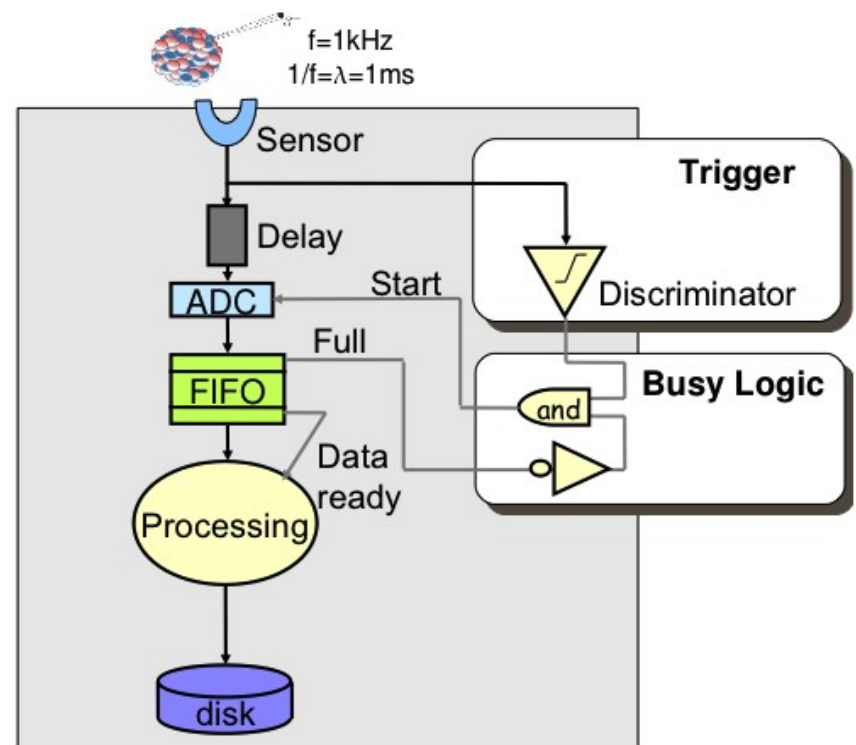 f=1kHz
1/f=λ=1ms
Sensor
Trigger
Delay
Discriminator
ADC
Start
Full
FIFO
Busy Logic
and
Data
ready
Processing
disk